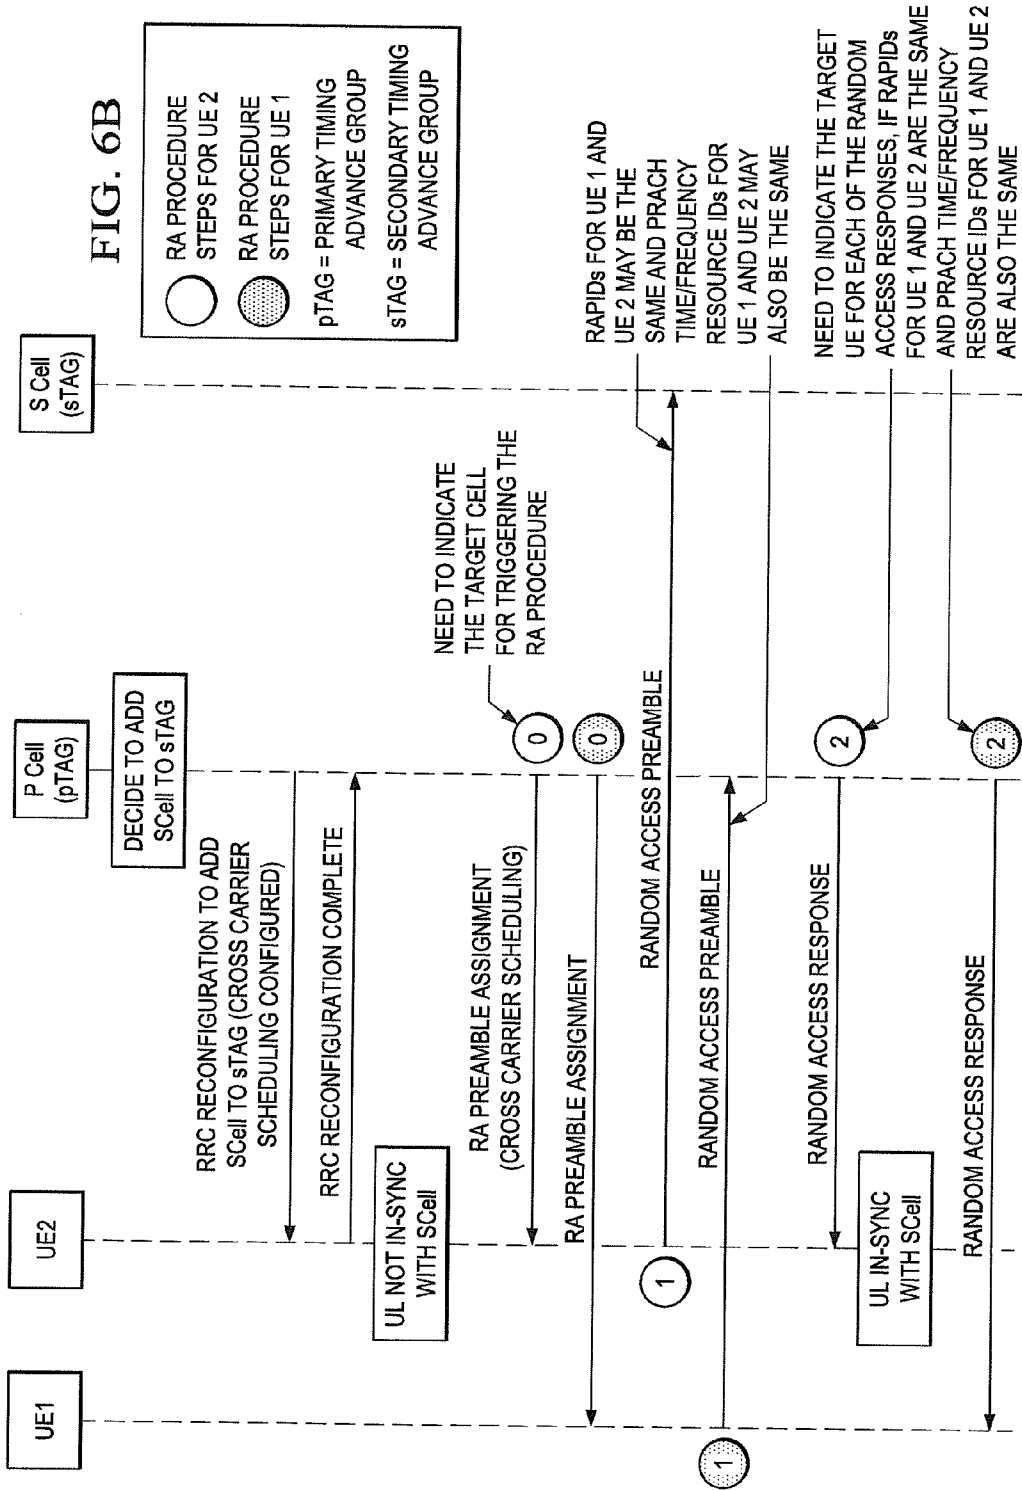 FIG. 6B
RA PROCEDURE
STEPS FOR UE 2
RA PROCEDURE
STEPS FOR UE 1
pTAG = PRIMARY TIMING
ADVANCE GROUP
sTAG = SECONDARY TIMING
ADVANCE GROUP
UE1
UE2
P Cell
(pTAG)
S Cell
(sTAG)
DECIDE TO ADD
SCell TO sTAG
RRC RECONFIGURATION TO ADD
SCell TO sTAG (CROSS CARRIER
SCHEDULING CONFIGURED)
RRC RECONFIGURATION COMPLETE
UL NOT IN-SYNC
WITH SCell
NEED TO INDICATE
THE TARGET CELL
FOR TRIGGERING THE
RA PROCEDURE
RA PREAMBLE ASSIGNMENT
(CROSS CARRIER SCHEDULING)
0
RA PREAMBLE ASSIGNMENT
0
RANDOM ACCESS PREAMBLE
1
RAPIDs FOR UE 1 AND
UE 2 MAY BE THE
SAME AND PRACH
TIME/FREQUENCY
RESOURCE IDs FOR
UE 1 AND UE 2 MAY
ALSO BE THE SAME
RANDOM ACCESS PREAMBLE
1
RANDOM ACCESS RESPONSE
2
NEED TO INDICATE THE TARGET
UE FOR EACH OF THE RANDOM
ACCESS RESPONSES, IF RAPIDs
FOR UE 1 AND UE 2 ARE THE SAME
AND PRACH TIME/FREQUENCY
RESOURCE IDs FOR UE 1 AND UE 2
ARE ALSO THE SAME
UL IN-SYNC
WITH SCell
RANDOM ACCESS RESPONSE
2